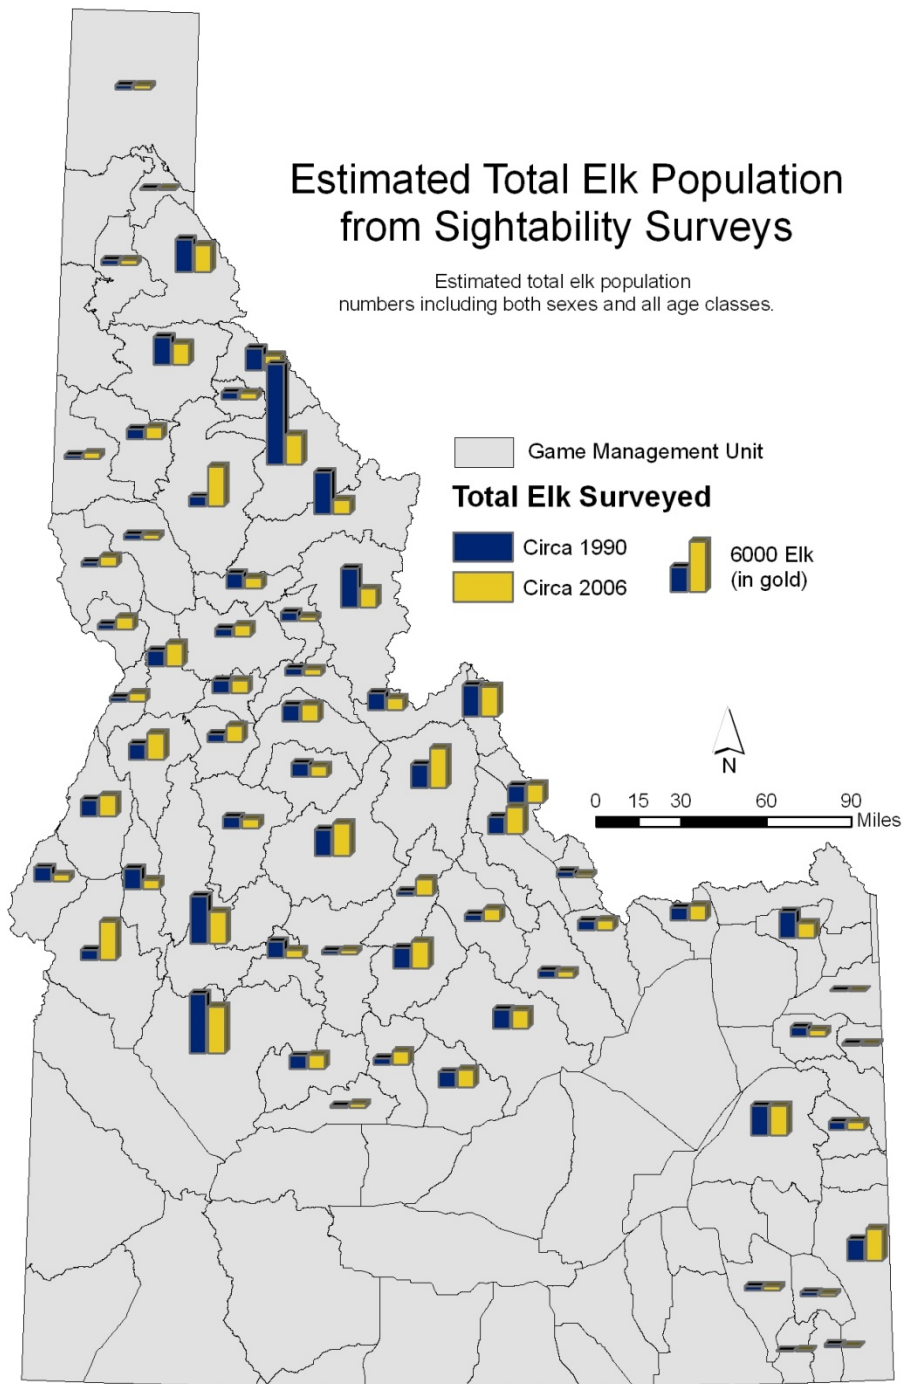 Estimated Total Elk Population
from Sightability Surveys
Estimated total elk population
numbers including both sexes and all age classes.
Game Management Unit
Total Elk Surveyed
Circa 1990
Circa 2006
6000 Elk
(in gold)
N
0 15 30 60 90
Miles